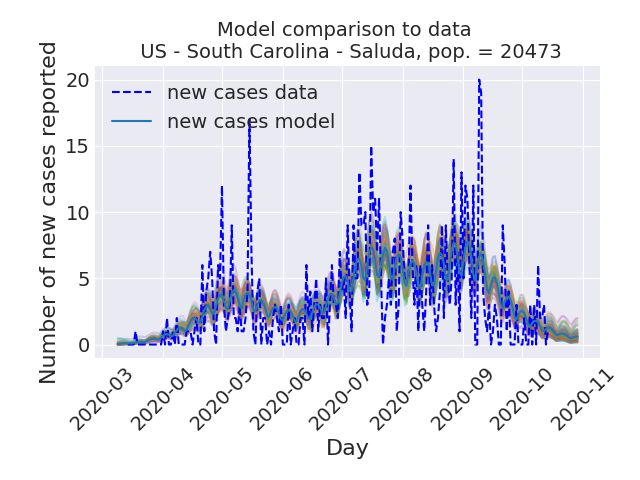 Model comparison to data
US - South Carolina - Saluda, pop. = 20473
Number of new cases reported
20
15
10
5
0
new cases data
new cases model
2020-03
2020-04
2020-05
2020-06
2020-07
2020-08
2020-09
2020-10
2020-11
Day